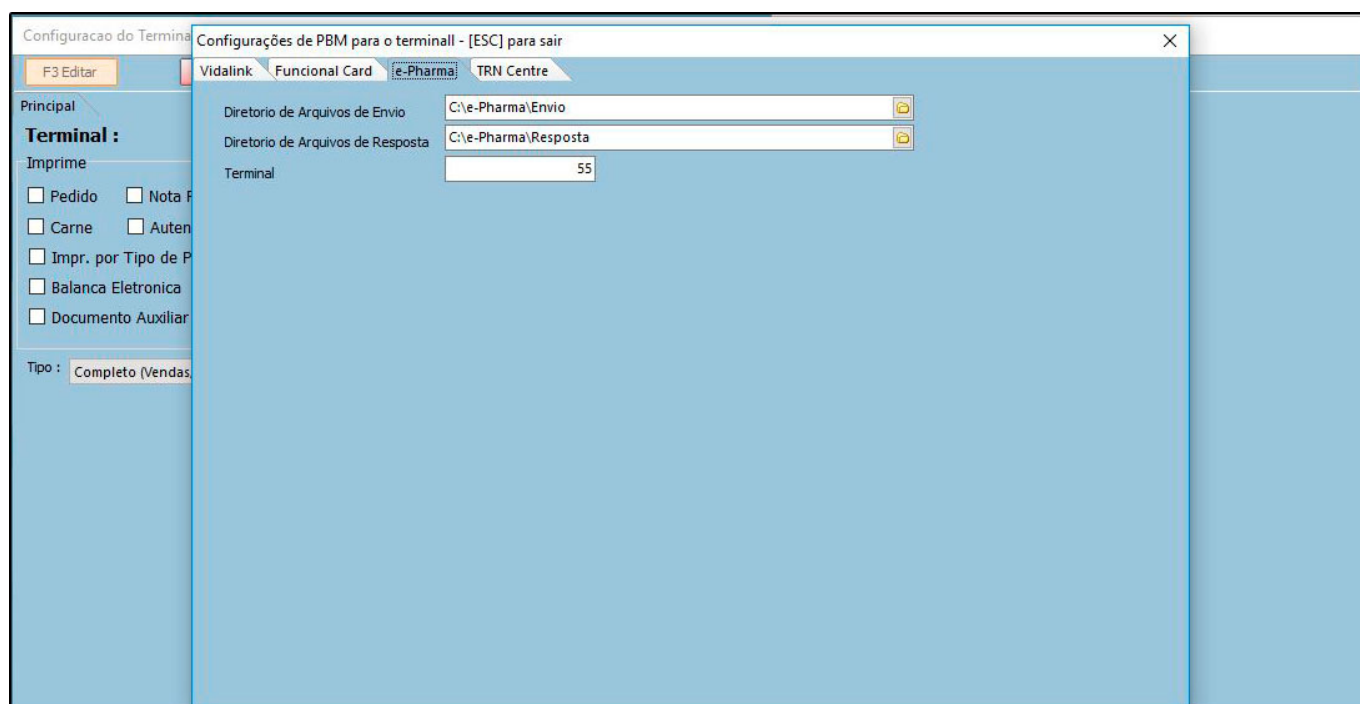 Configuracao do Termina
Configurações de PBM para o terminall - [ESC] para sair
F3 Editar
Vidalink Funcional Card e-Pharma TRN Centre
Principal
Diretorio de Arquivos de Envio C:\e-Pharma\Envio
Terminal :
Diretorio de Arquivos de Resposta C:\e-Pharma\Resposta
Imprime
Terminal 55
Pedido Nota F
Carne Auten
Impr. por Tipo de P
Balanca Eletronica
Documento Auxiliar
Tipo : Completo (Vendas,